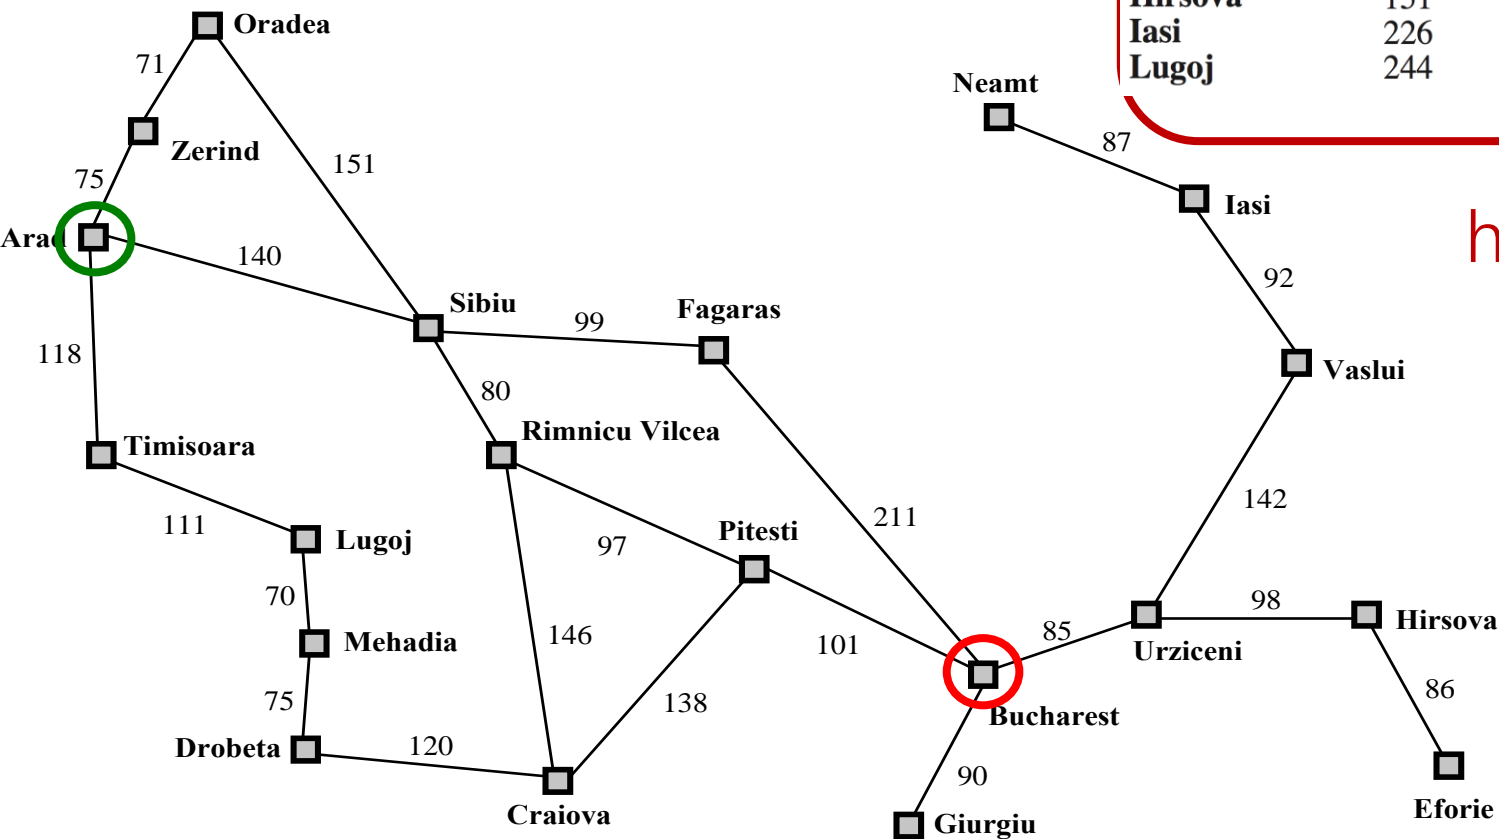 Oradea
Hirsova 151
Iasi 226
Lugoj 244
71
Neamt
87
Zerind
151
75
Iasi
Arad
h
140
92
Sibiu
Fagaras
99
118
Vaslui
80
Rimnicu Vilcea
Timisoara
142
111
211
Pitesti
Lugoj
97
70
98
Hirsova
Mehadia
146
101
85
Urziceni
75
138
86
Bucharest
Drobeta
120
90
Craiova
Giurgiu
Eforie